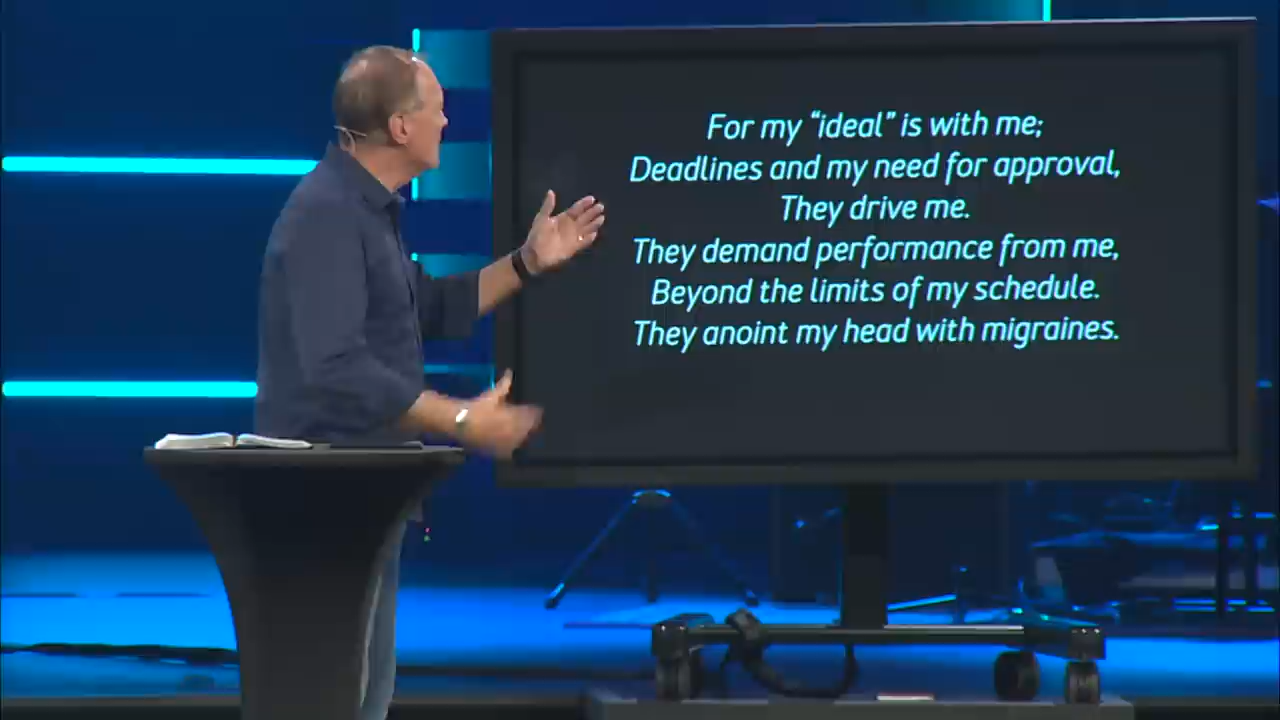 For my “ideal” is with me;
Deadlines and my need for approval,
They drive me.
They demand performance from me,
Beyond the limits of my schedule.
They anoint my head with migraines.